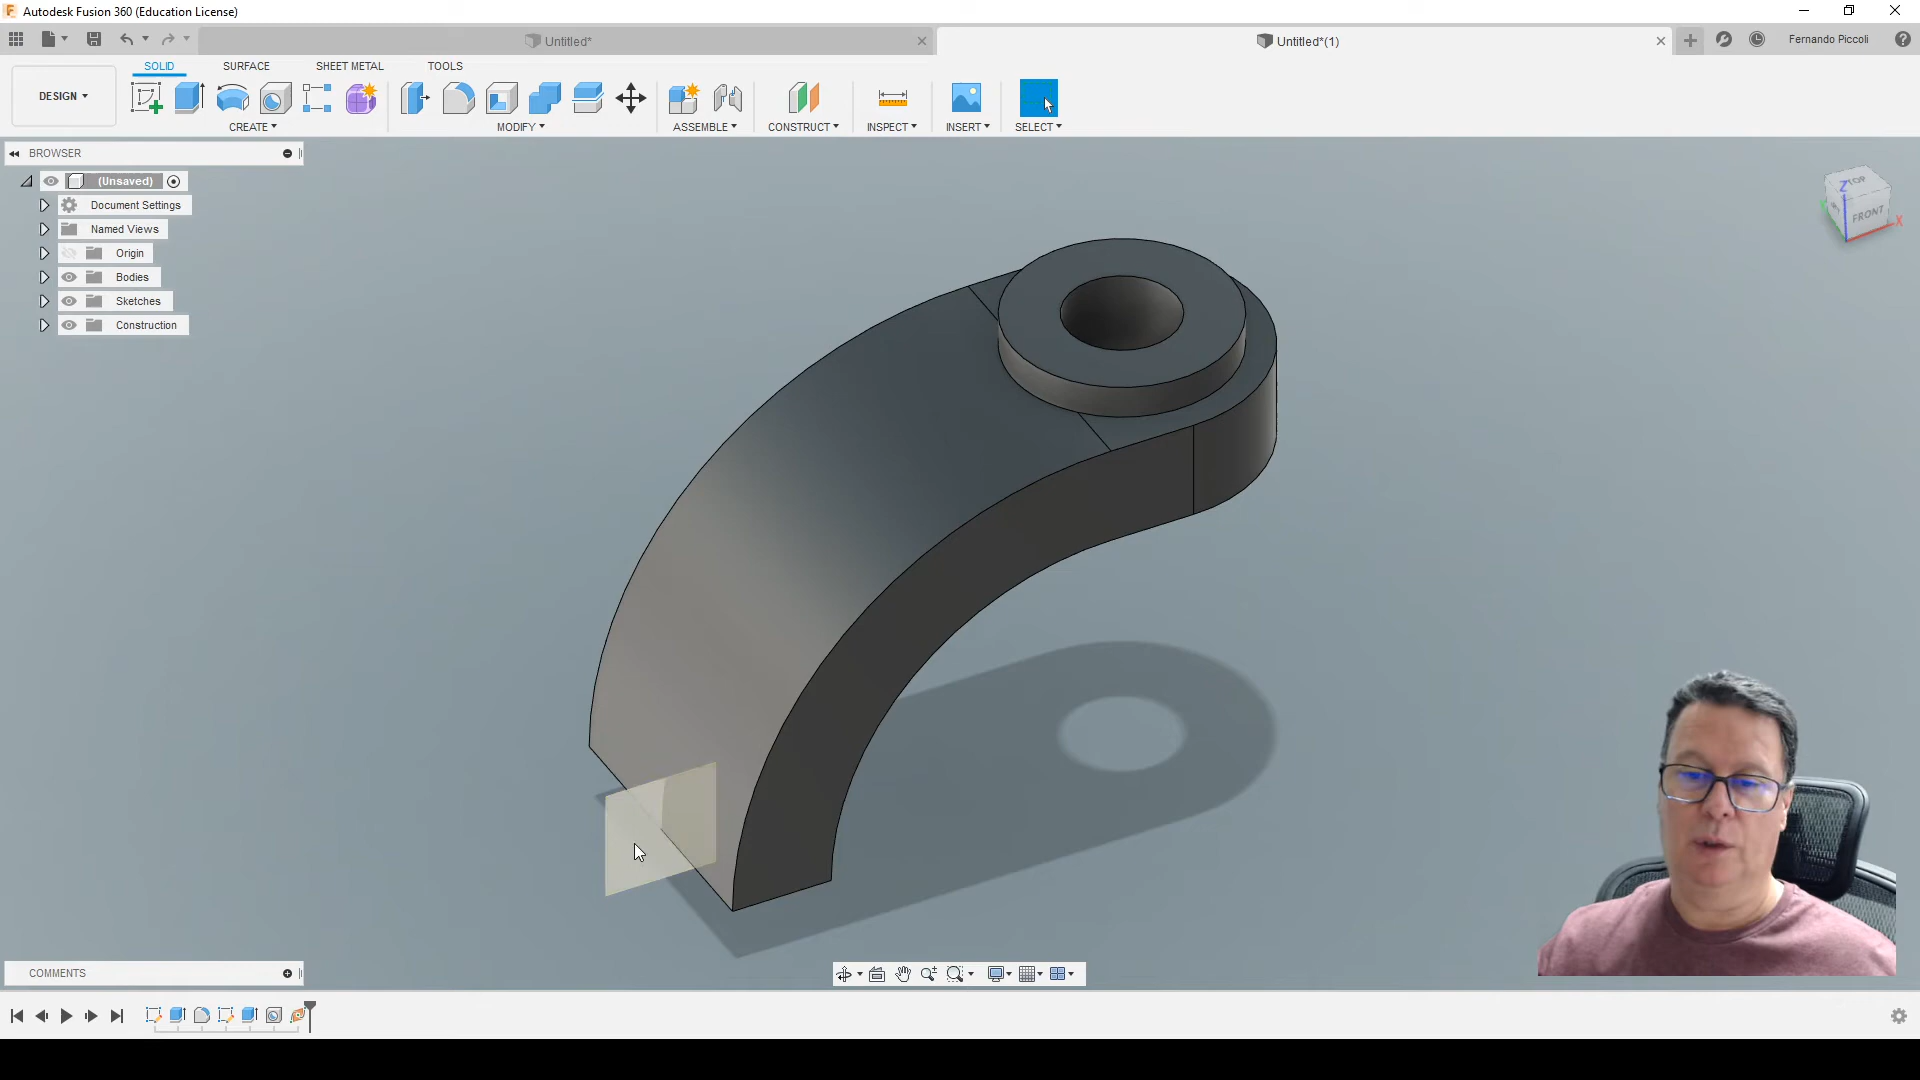 Autodesk Fusion 360 (Education License)
Untitled*
Untitled*(1)
Fernando Piccoli
DESIGN
SOLID
SURFACE
SHEET METAL
TOOLS
CREATE
MODIFY
ASSEMBLE
CONSTRUCT
INSPECT
INSERT
SELECT
BROWSER
(Unsaved)
Document Settings
Named Views
Origin
Bodies
Sketches
Construction
TOP
FRONT
Z
X
COMMENTS